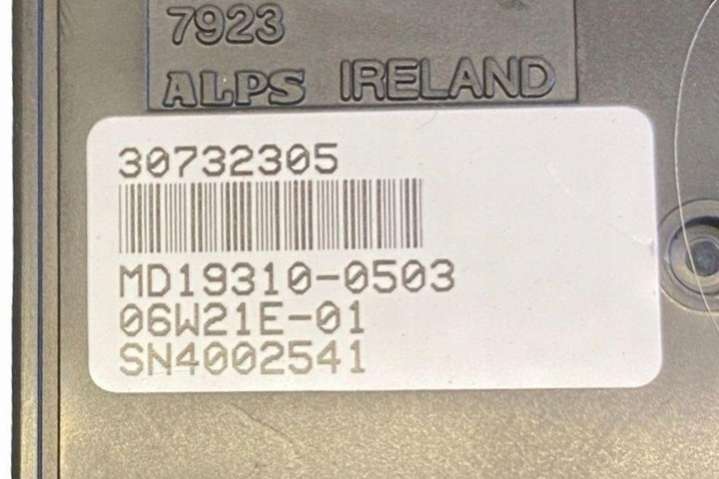 7923
ALPS IRELAND
30732305
MD19310-0503
06W21E-01
SN4002541